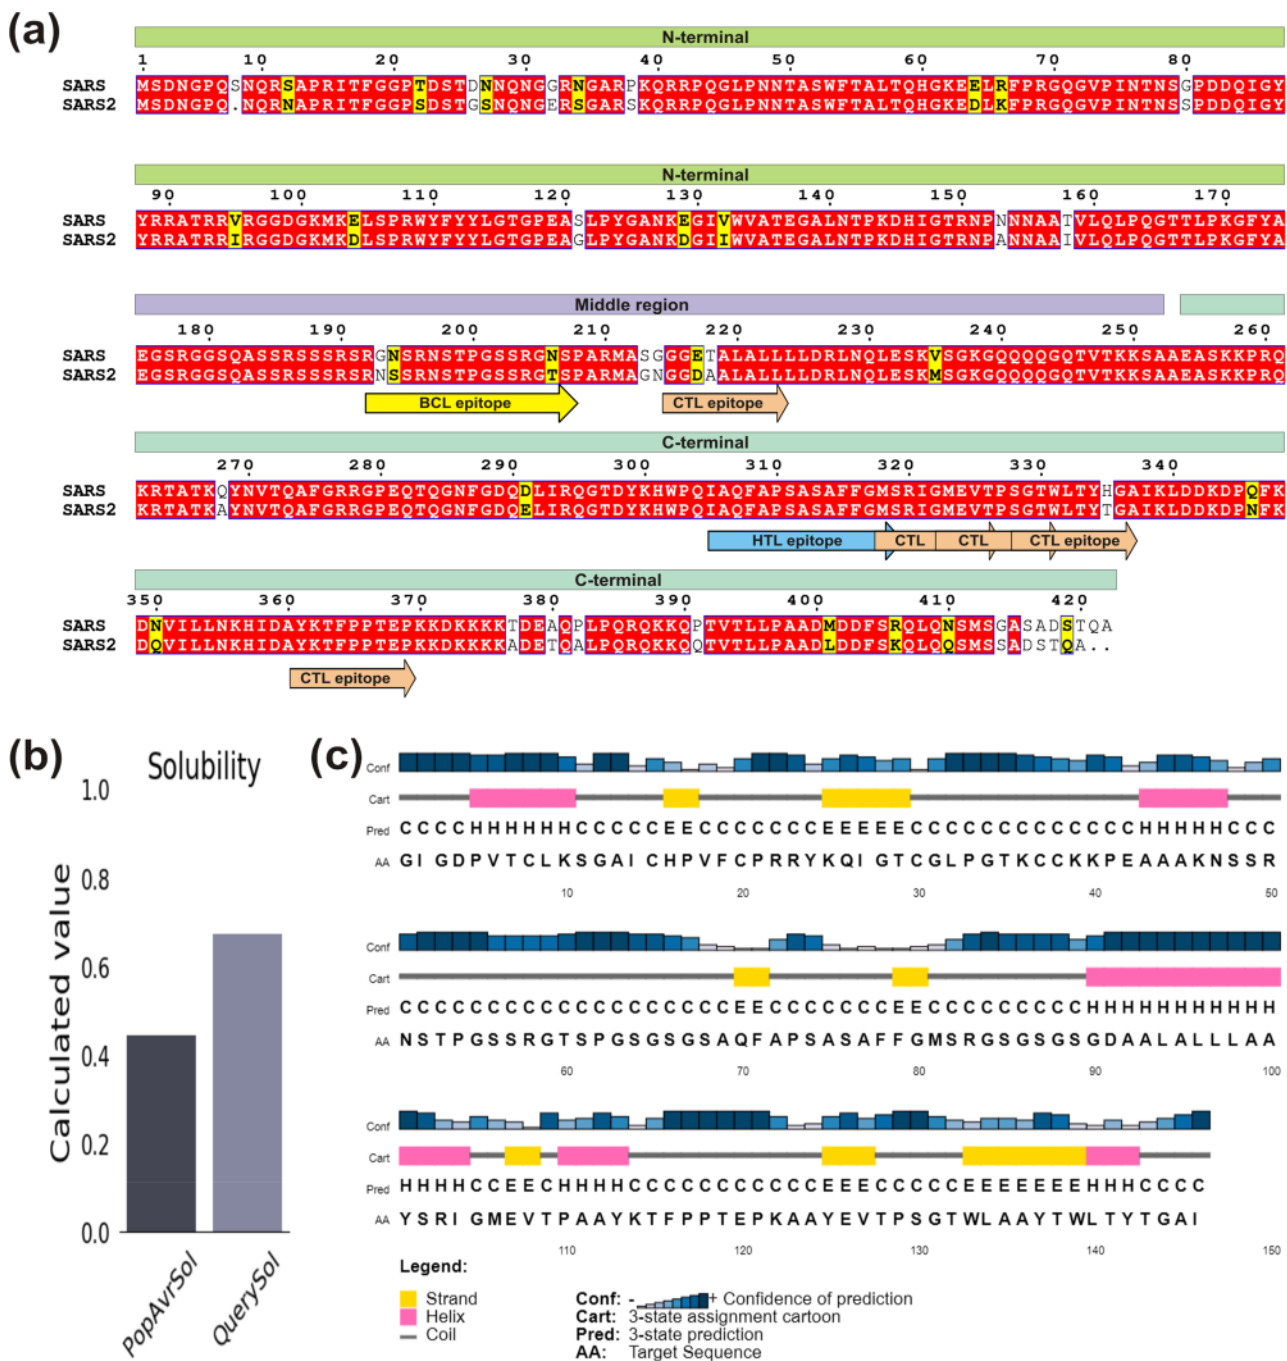 (a)
N-terminal
1 10 20 30 40 50 60 70 80
SARS MSDNGPQSNQRSAPRITFGGPTDSTDNNQNGGRNGARPKQRRPQGLPNNTASWFTALTQHGKEELRFPRGQGVPINTNSGPDDQIGY
SARS2 MSDNGPQ.NQRNAPRITFGGPSDSTGSNQNGERSGARSKQRRPQGLPNNTASWFTALTQHGKEDLKFPRGQGVPINTNSSPDDQIGY
N-terminal
90 100 110 120 130 140 150 160 170
SARS YRRATRRVRGGDGKMKELSPRWYFYYLGTGPEASLPYGANKEGIVWVATEGALNTPKDHIGTRNPNNNAATVLQLPQGTTLPKGFYA
SARS2 YRRATRRIRGGDGKMKDLSPRWYFYYLGTGPEAGLPYGANKDGIIWVATEGALNTPKDHIGTRNPANNAAIVLQLPQGTTLPKGFYA
Middle region
180 190 200 210 220 230 240 250 260
SARS EGSRGGSQASSRSSSRSRGNSRNSTPGSSRGNSPARMASGGGETALALLLLDRLNQLESKVSGKGQQQQGQTVTKKSAAEASKKPRQ
SARS2 EGSRGGSQASSRSSSRSRNSSRNSTPGSSRGTSPARMAGNGGDAALALLLLDRLNQLESKMSGKGQQQQGQTVTKKSAAEASKKPRQ
BCL epitope CTL epitope
C-terminal
270 280 290 300 310 320 330 340
SARS KRTATKQYNVTQAFGRRGPEQTQGNFGDQDLIRQGTDYKHWPQIAQFAPSASAFFGMSRIGMEVTPSGTWLTYHGAIKLDDKDPQFK
SARS2 KRTATKAYNVTQAFGRRGPEQTQGNFGDQELIRQGTDYKHWPQIAQFAPSASAFFGMSRIGMEVTPSGTWLTYTGAIKLDDKDPNFK
HTL epitope CTL CTL CTL epitope
C-terminal
350 360 370 380 390 400 410 420
SARS DNVILLNKHIDAYKTFPPTEPKKDKKKKTDEAQPLPQRQKKQPTVTLLPAADMDDFSRQLQNSMSGASADSTQA
SARS2 DQVILLNKHIDAYKTFPPTEPKKDKKKKADETQALPQRQKKQQTVTLLPAADLDDFSKQLQQSMSSADSTQA..
CTL epitope
(b)
Solubility
Calculated value
1.0
0.8
0.6
0.4
0.2
0.0
PopAvrSol QuerySol
(c)
Conf
Cart
Pred CCCCHHHHHHCCCCCEECCCCCCCEEEEECCCCCCCCCCCCCHHHHHCCC
AA GIGDPVTCLKSGAICHPVFCPRRYKQIGTCGLPGTKCCKKPEAAAKNSSR
10 20 30 40 50
Conf
Cart
Pred CCCCCCCCCCCCCCCCCCCEECCCCCCCEECCCCCCCCCHHHHHHHHHHH
AA NSTPGSSRGTSPGSGSGSAQFAPSASAFFGMSRGSGSGSGDAALALLLAA
60 70 80 90 100
Conf
Cart
Pred HHHHCCEECHHHHCCCCCCCCCCCEEECCCCCEEEEEEEHHHCCCC
AA YSRIGMEVTPAAYKTFPPTEPKAAYEVTPSGTWLAAYTWLTYTGAI
110 120 130 140 150
Legend:
Strand
Helix
Coil
Conf: - + Confidence of prediction
Cart: 3-state assignment cartoon
Pred: 3-state prediction
AA: Target Sequence